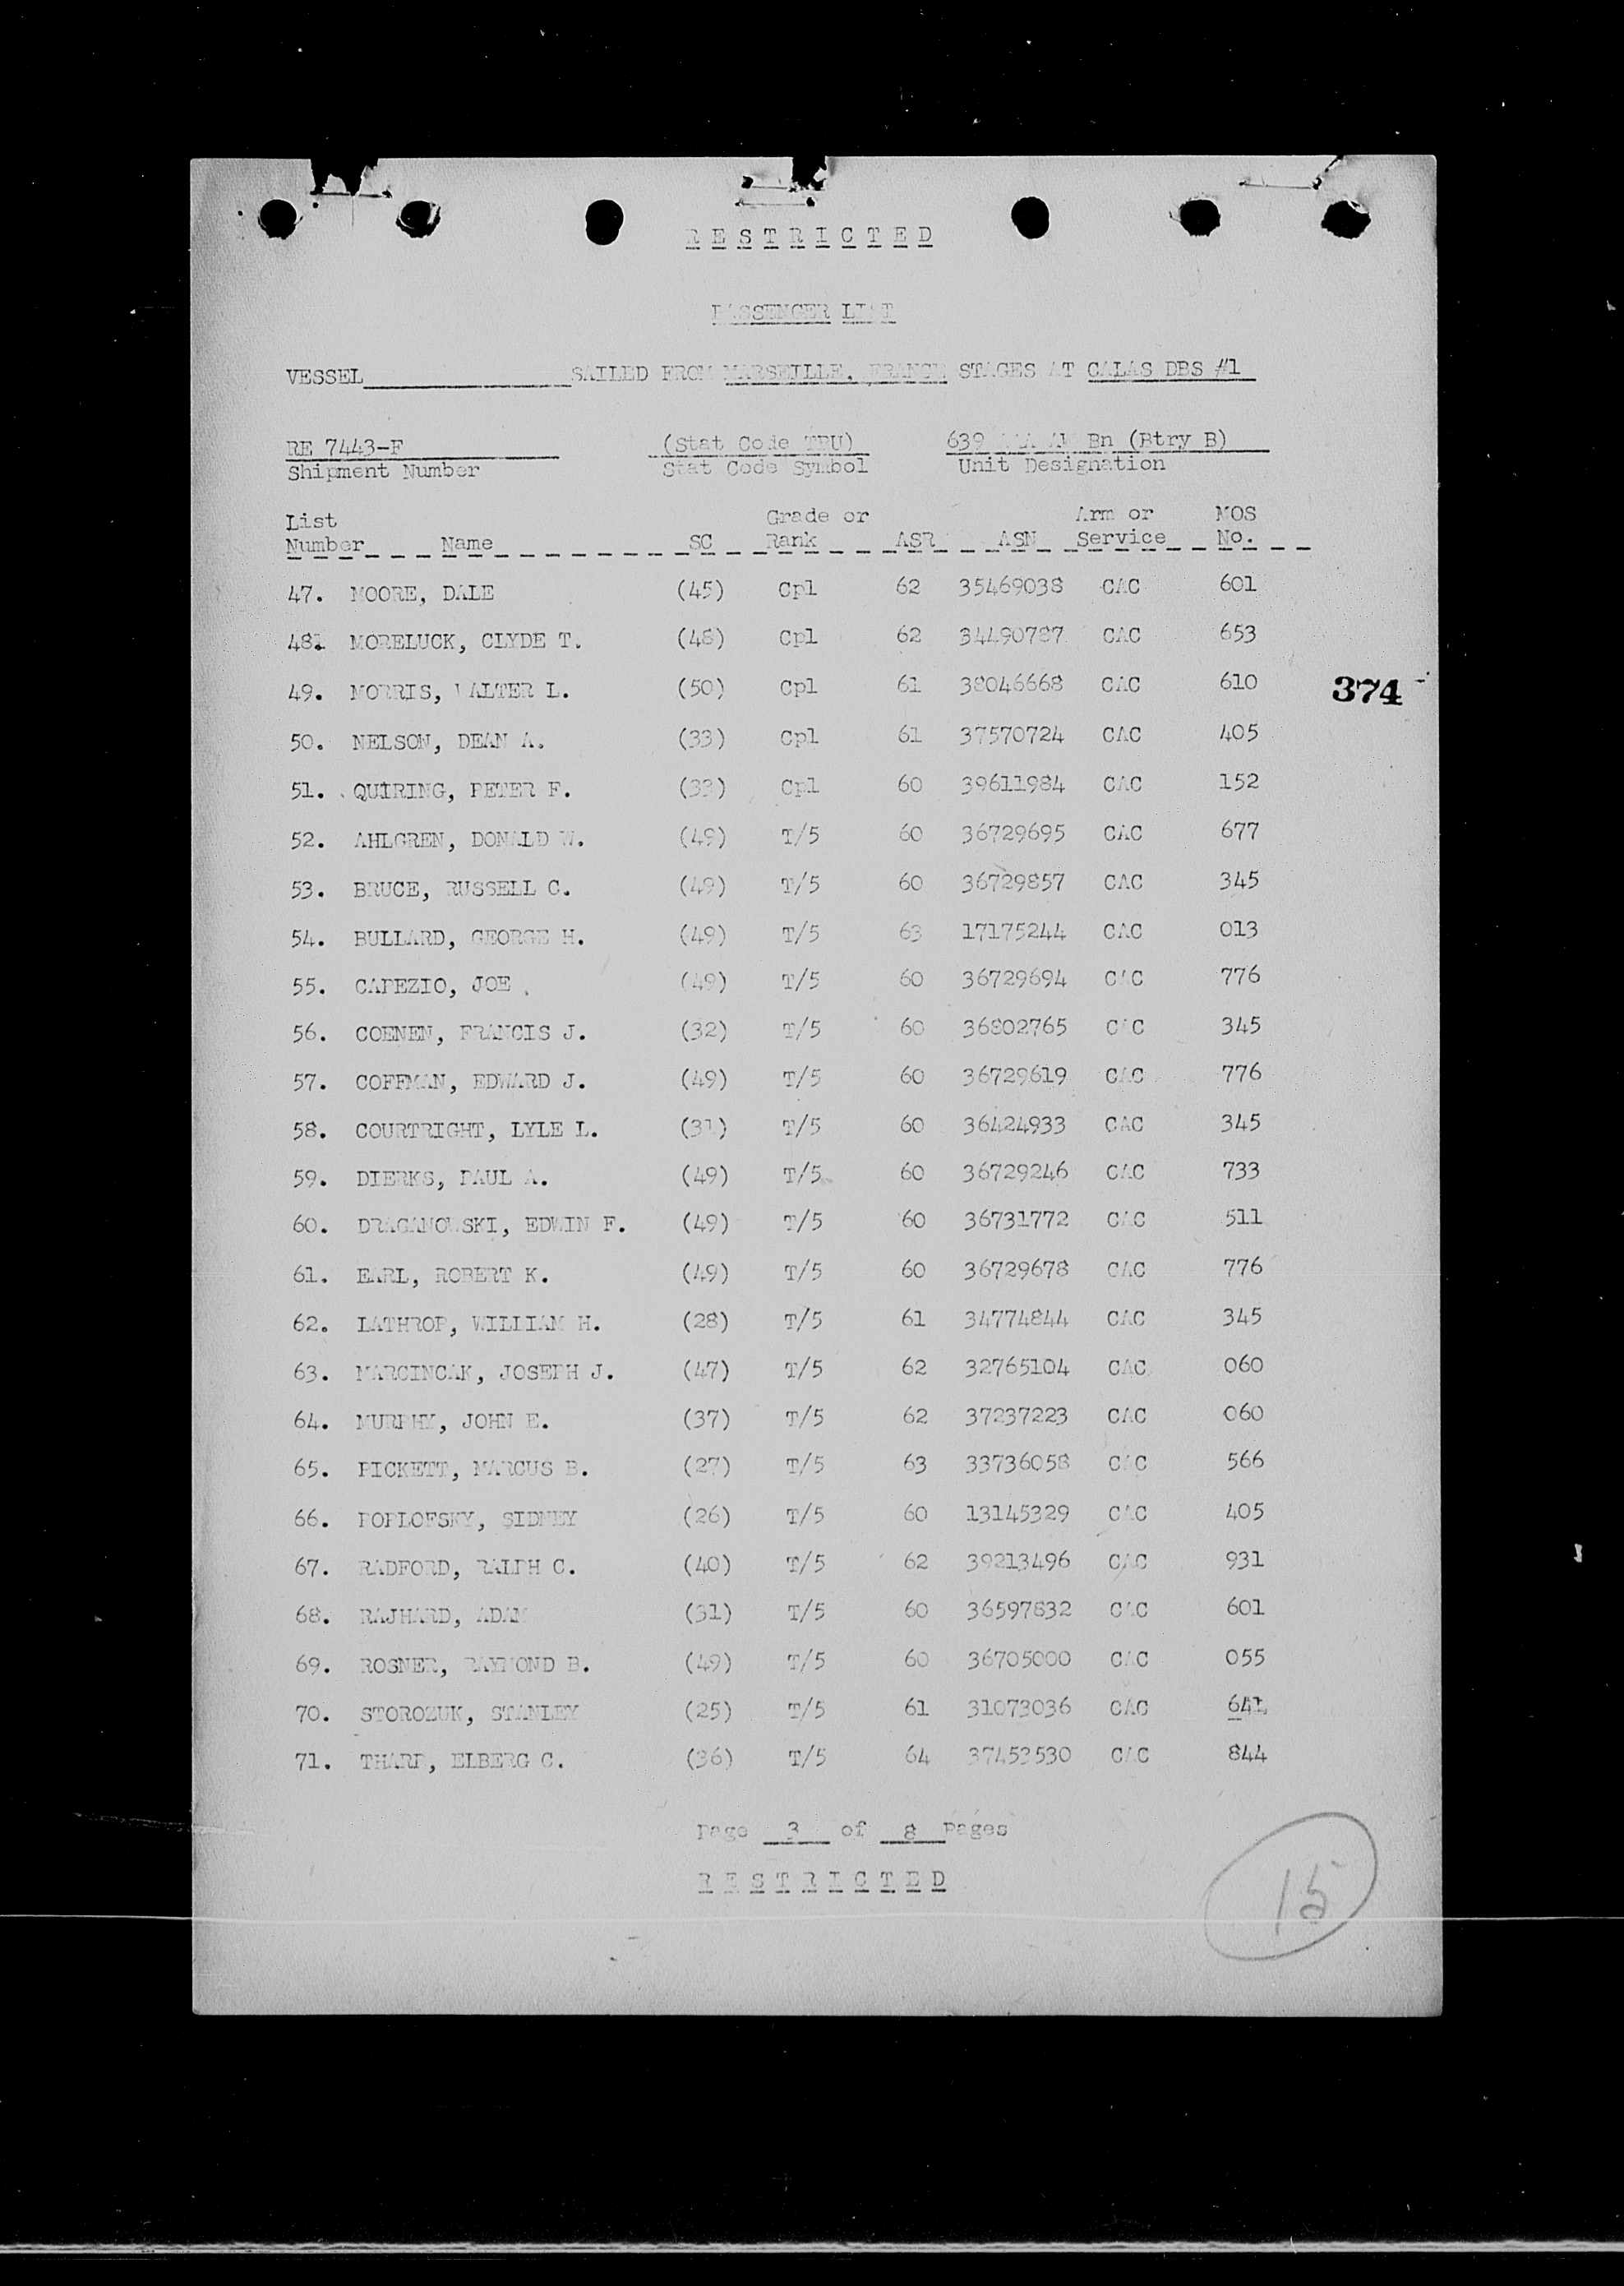 RESTRICTED
PASSENGER LIST
VESSEL SAILED FROM MARSEILLE, FRANCE STAGES AT CALAS DBS #1
RE 7443-F (Stat Code TBU) 639 Bn (Btry B)
Shipment Number Stat Code Symbol Unit Designation
List Grade or Arm or MOS
Number Name SC Rank ASR ASN Service No.
47. MOORE, DALE (45) Cpl 62 35469038 CAC 601
48. MORELUCK, CLYDE T. (48) Cpl 62 34490787 CAC 653
49. MORRIS, WALTER L. (50) Cpl 61 38046668 CAC 610
374
50. NELSON, DEAN A. (33) Cpl 61 37570724 CAC 405
51. QUIRING, PETER F. (33) Cpl 60 39611984 CAC 152
52. AHLGREN, DONALD W. (49) T/5 60 36729695 CAC 677
53. BRUCE, RUSSELL C. (49) T/5 60 36729857 CAC 345
54. BULLARD, GEORGE H. (49) T/5 63 17175244 CAC 013
55. CAPEZIO, JOE (49) T/5 60 36729694 CAC 776
56. COENEN, FRANCIS J. (32) T/5 60 36802765 CAC 345
57. COFFMAN, EDWARD J. (49) T/5 60 36729619 CAC 776
58. COURTRIGHT, LYLE L. (31) T/5 60 36424933 CAC 345
59. DIERKS, PAUL A. (49) T/5 60 36729246 CAC 733
60. DRAGANOWSKI, EDWIN F. (49) T/5 60 36731772 CAC 511
61. EARL, ROBERT K. (49) T/5 60 36729678 CAC 776
62. LATHROP, WILLIAM H. (28) T/5 61 34774844 CAC 345
63. MARCINCAK, JOSEPH J. (47) T/5 62 32765104 CAC 060
64. MURPHY, JOHN E. (37) T/5 62 37237223 CAC 060
65. PICKETT, MARCUS B. (27) T/5 63 33736058 CAC 566
66. POPLOFSKY, SIDNEY (26) T/5 60 13145329 CAC 405
67. RADFORD, RALPH C. (40) T/5 62 39213496 CAC 931
68. RAJHARD, ADAM (31) T/5 60 36597832 CAC 601
69. ROSNER, RAYMOND B. (49) T/5 60 36705000 CAC 055
70. STOROZUK, STANLEY (25) T/5 61 31073036 CAC 641
71. THARP, ELBERG C. (36) T/5 64 37453530 CAC 844
Page 3 of 8 Pages
RESTRICTED
15